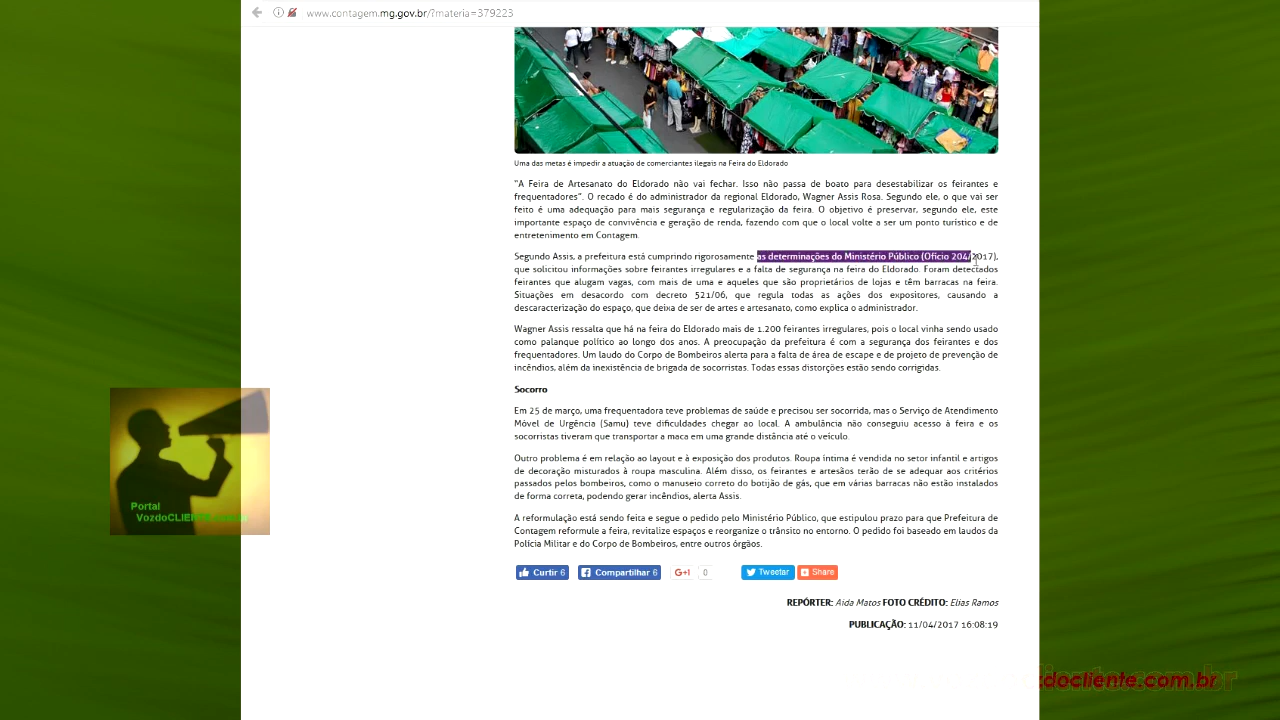 www.contagem.mg.gov.br/?materia=379223
Uma das metas é impedir a atuação de comerciantes ilegais na Feira do Eldorado
"A Feira de Artesanato do Eldorado não vai fechar. Isso não passa de boato para desestabilizar os feirantes e
frequentadores". O recado é do administrador da regional Eldorado, Wagner Assis Rosa. Segundo ele, o que vai ser
feito é uma adequação para mais segurança e regularização da feira. O objetivo é preservar, segundo ele, este
importante espaço de convivência e geração de renda, fazendo com que o local volte a ser um ponto turístico e de
entretenimento em Contagem.
Segundo Assis, a prefeitura está cumprindo rigorosamente as determinações do Ministério Público (Ofício 204/2017),
que solicitou informações sobre feirantes irregulares e a falta de segurança na feira do Eldorado. Foram detectados
feirantes que alugam vagas, com mais de uma e aqueles que são proprietários de lojas e têm barracas na feira.
Situações em desacordo com decreto 521/06, que regula todas as ações dos expositores, causando a
descaracterização do espaço, que deixa de ser de artes e artesanato, como explica o administrador.
Wagner Assis ressalta que há na feira do Eldorado mais de 1.200 feirantes irregulares, pois o local vinha sendo usado
como palanque político ao longo dos anos. A preocupação da prefeitura é com a segurança dos feirantes e dos
frequentadores. Um laudo do Corpo de Bombeiros alerta para a falta de área de escape e de projeto de prevenção de
incêndios, além da inexistência de brigada de socorristas. Todas essas distorções estão sendo corrigidas.
Socorro
Em 25 de março, uma frequentadora teve problemas de saúde e precisou ser socorrida, mas o Serviço de Atendimento
Móvel de Urgência (Samu) teve dificuldades chegar ao local. A ambulância não conseguiu acesso à feira e os
socorristas tiveram que transportar a maca em uma grande distância até o veículo.
Outro problema é em relação ao layout e à exposição dos produtos. Roupa íntima é vendida no setor infantil e artigos
de decoração misturados à roupa masculina. Além disso, os feirantes e artesãos terão de se adequar aos critérios
passados pelos bombeiros, como o manuseio correto do botijão de gás, que em várias barracas não estão instalados
de forma correta, podendo gerar incêndios, alerta Assis.
A reformulação está sendo feita e segue o pedido pelo Ministério Público, que estipulou prazo para que Prefeitura de
Contagem reformule a feira, revitalize espaços e reorganize o trânsito no entorno. O pedido foi baseado em laudos da
Polícia Militar e do Corpo de Bombeiros, entre outros órgãos.
Curtir 6 Compartilhar 6 G+1 0 Tweetar Share
REPÓRTER: Aida Matos FOTO CRÉDITO: Elias Ramos
PUBLICAÇÃO: 11/04/2017 16:08:19
Portal
zdocliente.com.br